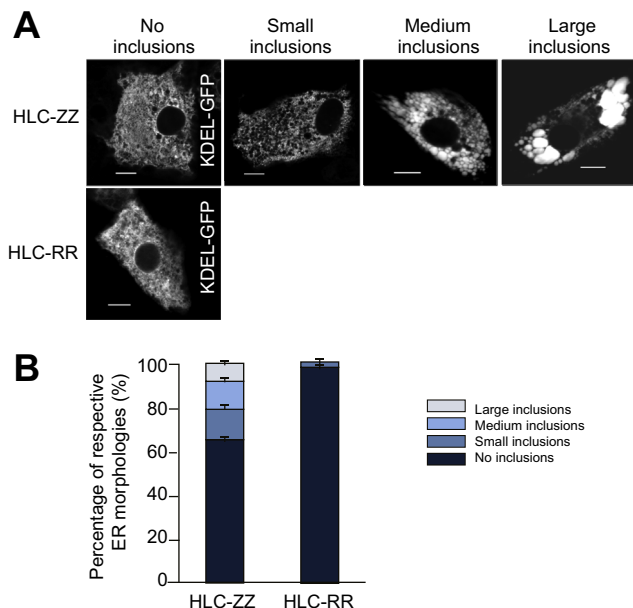 A
No inclusions
Small inclusions
Medium inclusions
Large inclusions
HLC-ZZ
KDEL-GFP
HLC-RR
KDEL-GFP
B
Percentage of respective
ER morphologies (%)
100
80
60
40
20
0
HLC-ZZ
HLC-RR
Large inclusions
Medium inclusions
Small inclusions
No inclusions